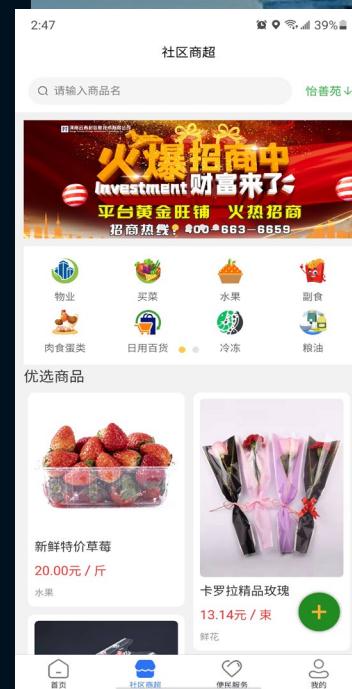 2:47
39%
社区商超
请输入商品名
怡善苑
火爆招商中
Investment 财富来了
平台黄金旺铺 火热招商
招商热线：400-663-6659
物业
买菜
水果
副食
肉食蛋类
日用百货
冷冻
粮油
优选商品
新鲜特价草莓
20.00元 / 斤
水果
卡罗拉精品玫瑰
13.14元 / 束
鲜花
首页
社区商超
便民服务
我的